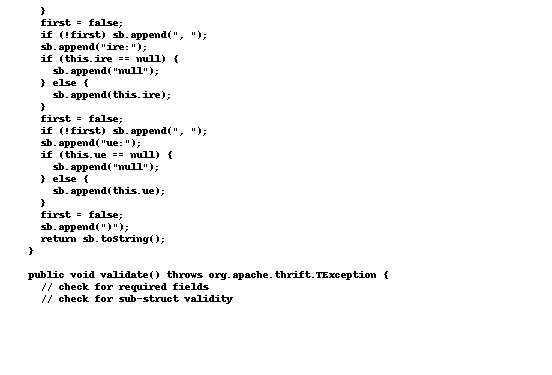 }
first = false;
if (!first) sb.append(", ");
sb.append("ire:");
if (this.ire == null) {
sb.append("null");
} else {
sb.append(this.ire);
}
first = false;
if (!first) sb.append(", ");
sb.append("ue:");
if (this.ue == null) {
sb.append("null");
} else {
sb.append(this.ue);
}
first = false;
sb.append(")");
return sb.toString();
}
public void validate() throws org.apache.thrift.TException {
// check for required fields
// check for sub-struct validity